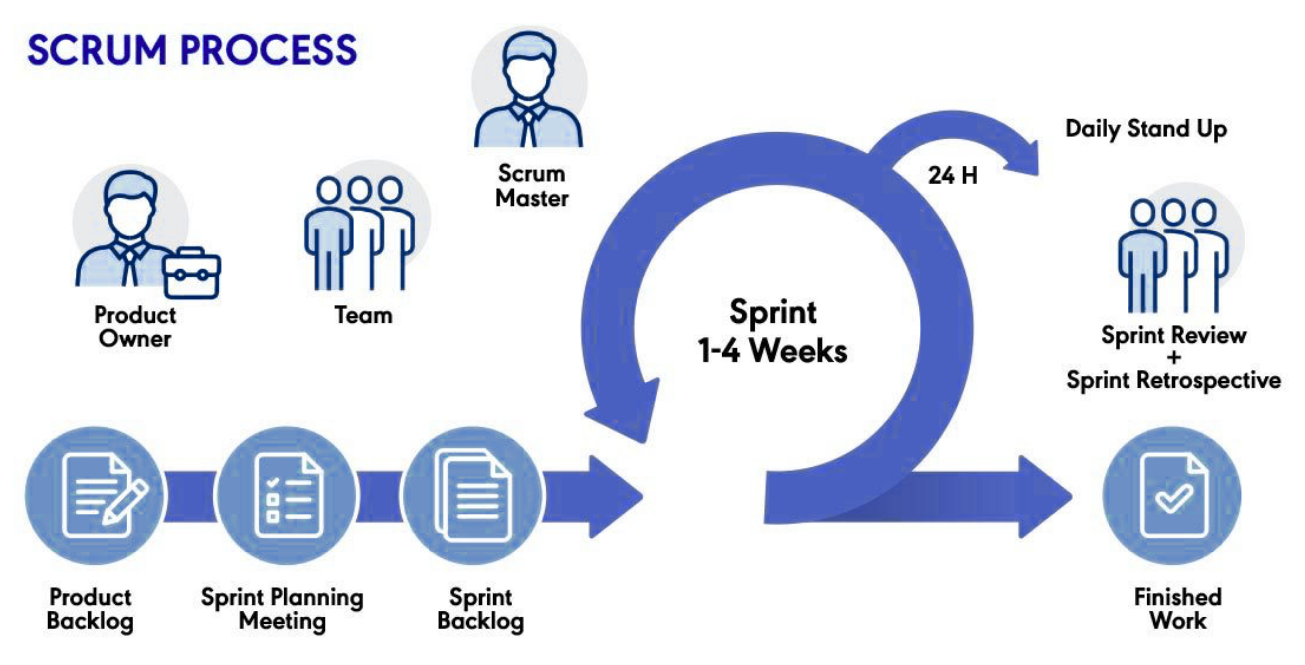 SCRUM PROCESS
Scrum
Master
Product
Owner
Team
Daily Stand Up
24 H
Sprint
1-4 Weeks
Sprint Review
+
Sprint Retrospective
Product
Backlog
Sprint Planning
Meeting
Sprint
Backlog
Finished
Work